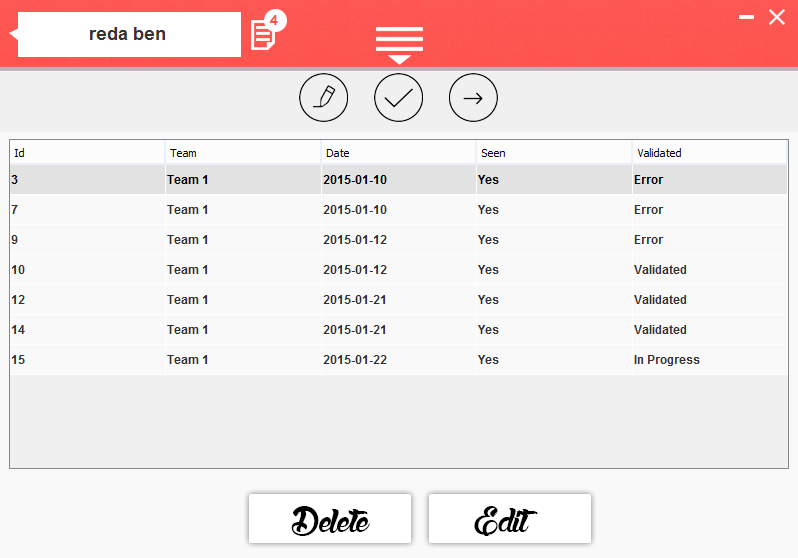 reda ben
4
Id Team Date Seen Validated
3 Team 1 2015-01-10 Yes Error
7 Team 1 2015-01-10 Yes Error
9 Team 1 2015-01-12 Yes Error
10 Team 1 2015-01-12 Yes Validated
12 Team 1 2015-01-21 Yes Validated
14 Team 1 2015-01-21 Yes Validated
15 Team 1 2015-01-22 Yes In Progress
Delete Edit